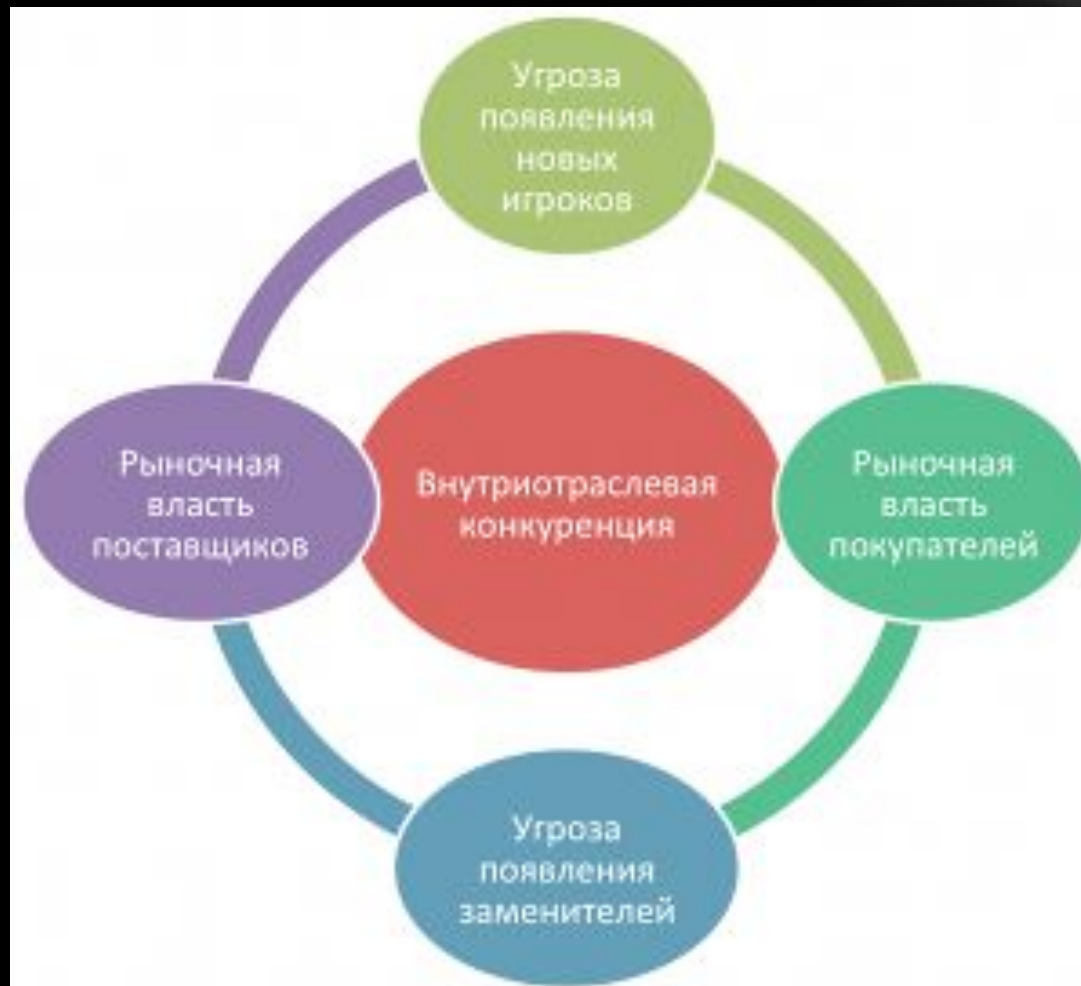 Угроза
появления
новых
игроков
Рыночная
власть
поставщиков
Внутриотраслевая
конкуренция
Рыночная
власть
покупателей
Угроза
появления
заменителей